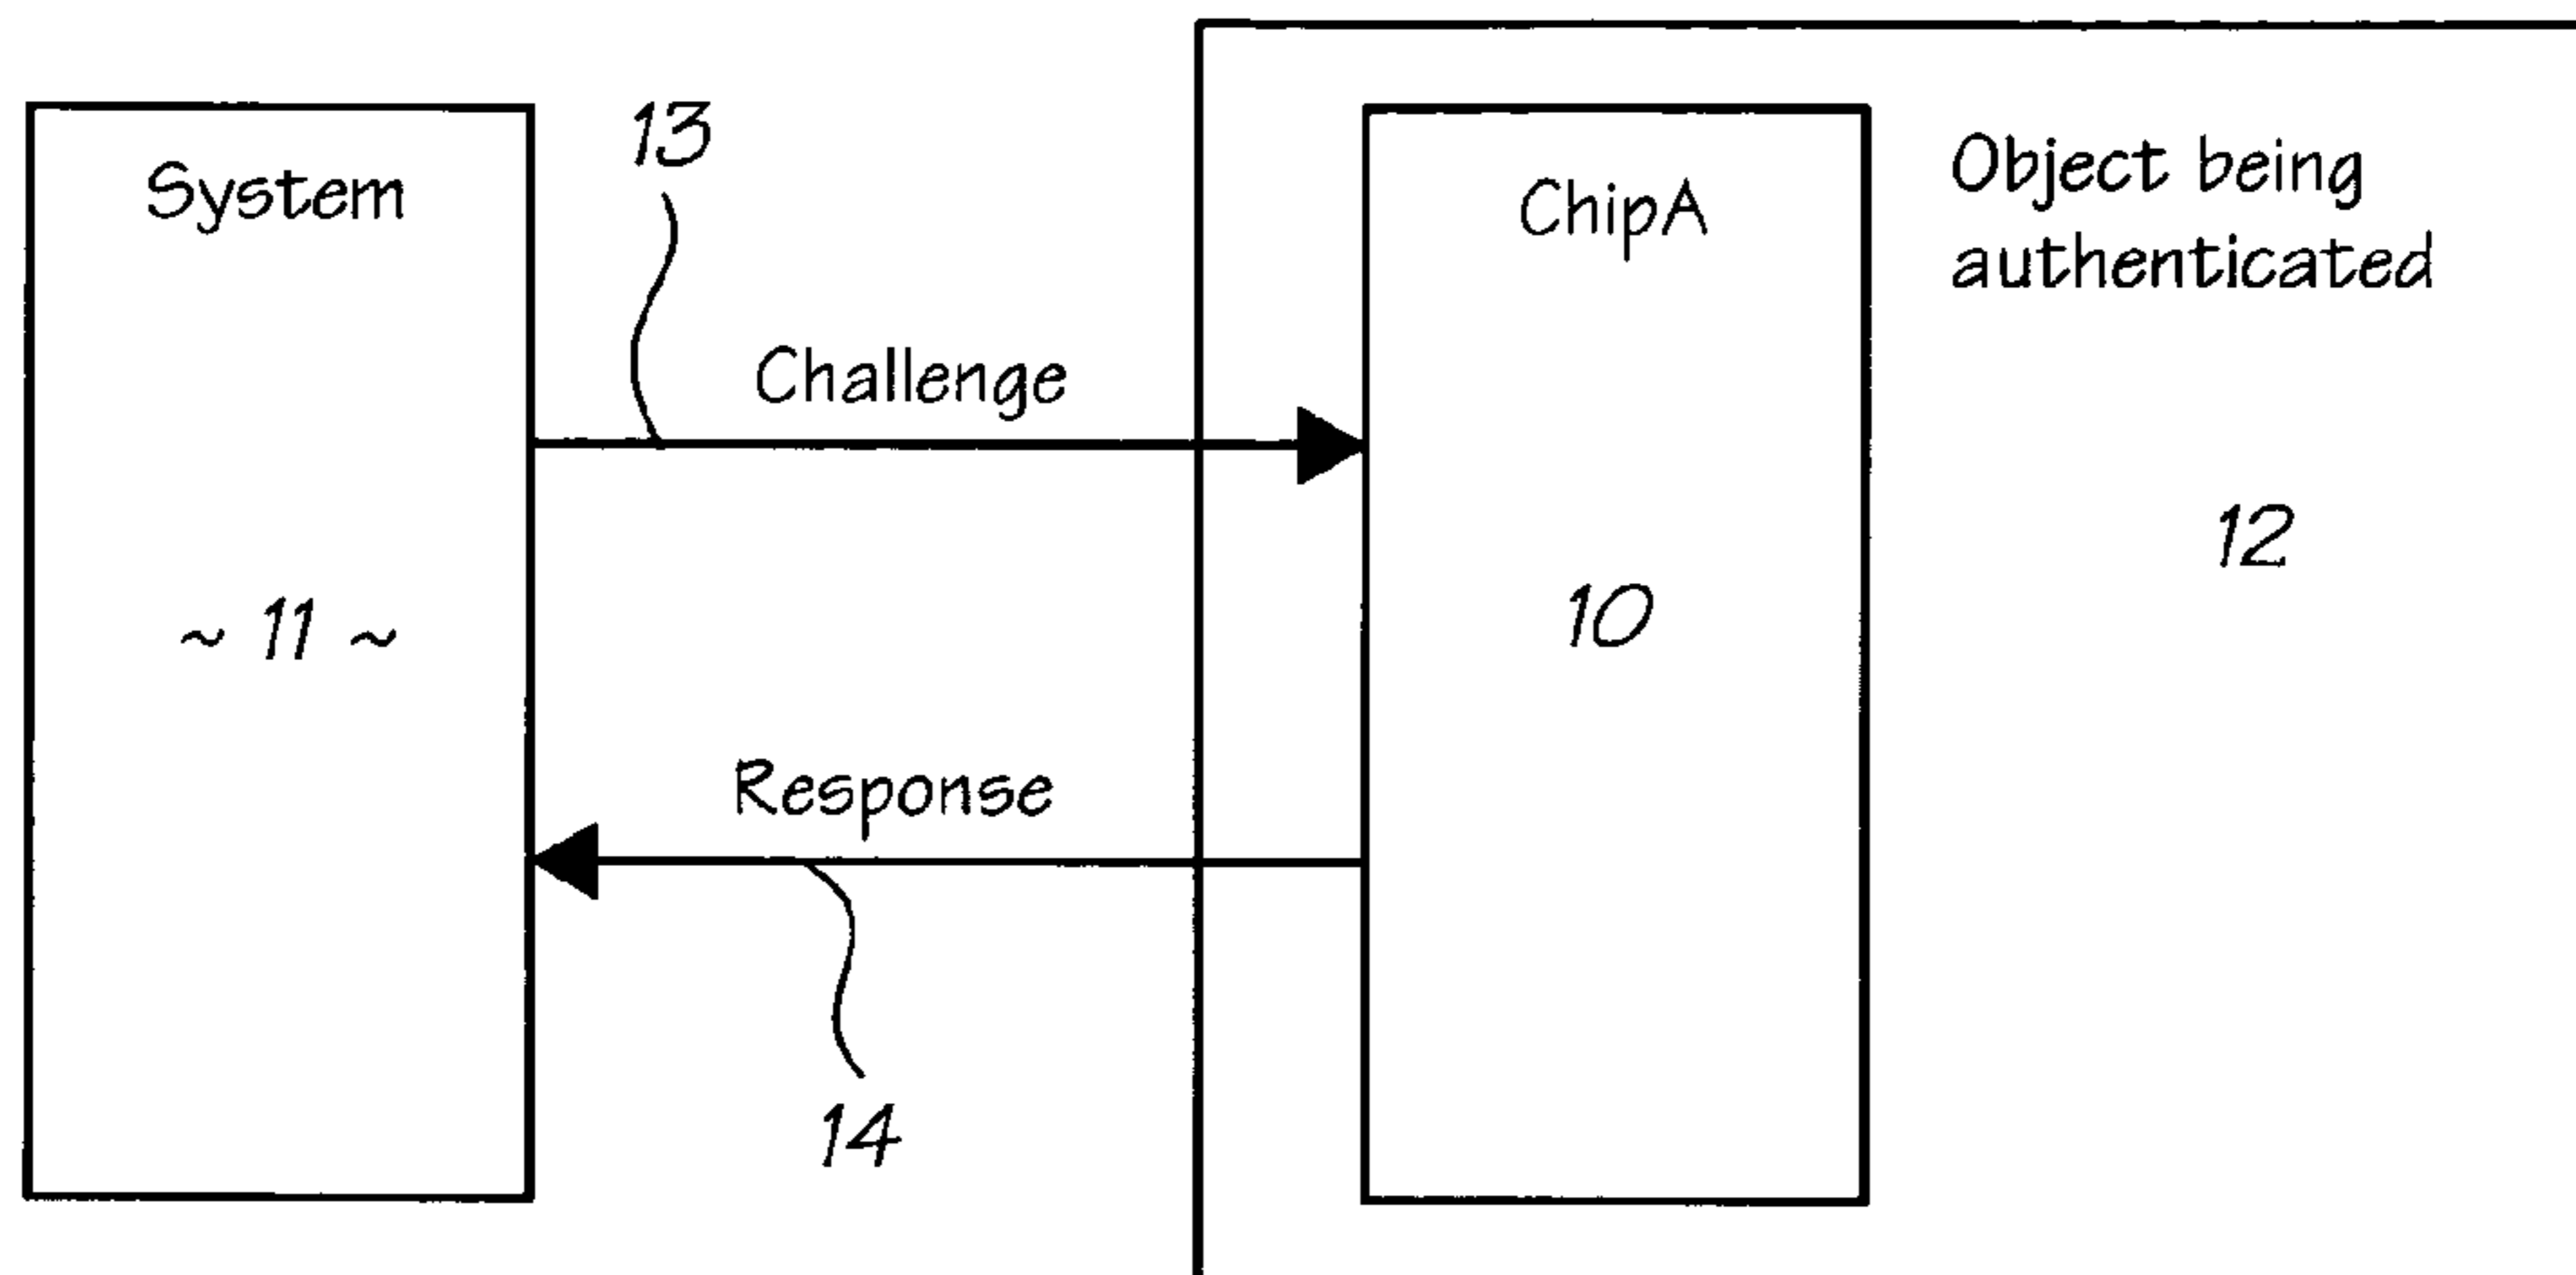 System
~ 11 ~
13
Challenge
Response
14
ChipA
10
Object being
authenticated
12